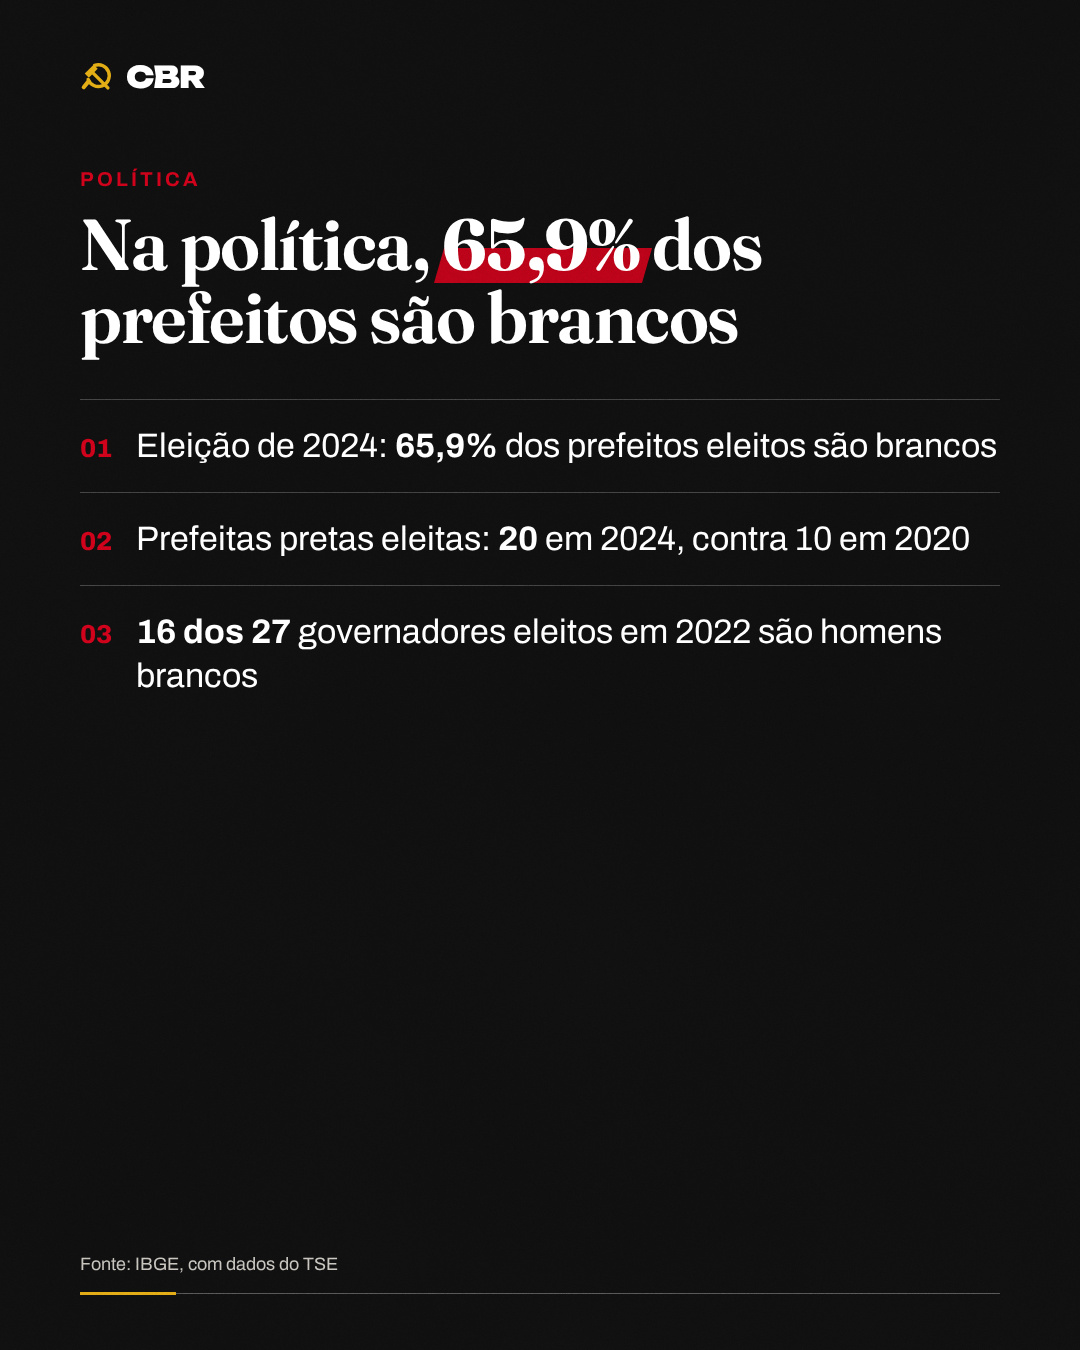 CBR
POLÍTICA
Na política, 65,9% dos
prefeitos são brancos
01 Eleição de 2024: 65,9% dos prefeitos eleitos são brancos
02 Prefeitas pretas eleitas: 20 em 2024, contra 10 em 2020
03 16 dos 27 governadores eleitos em 2022 são homens
brancos
Fonte: IBGE, com dados do TSE